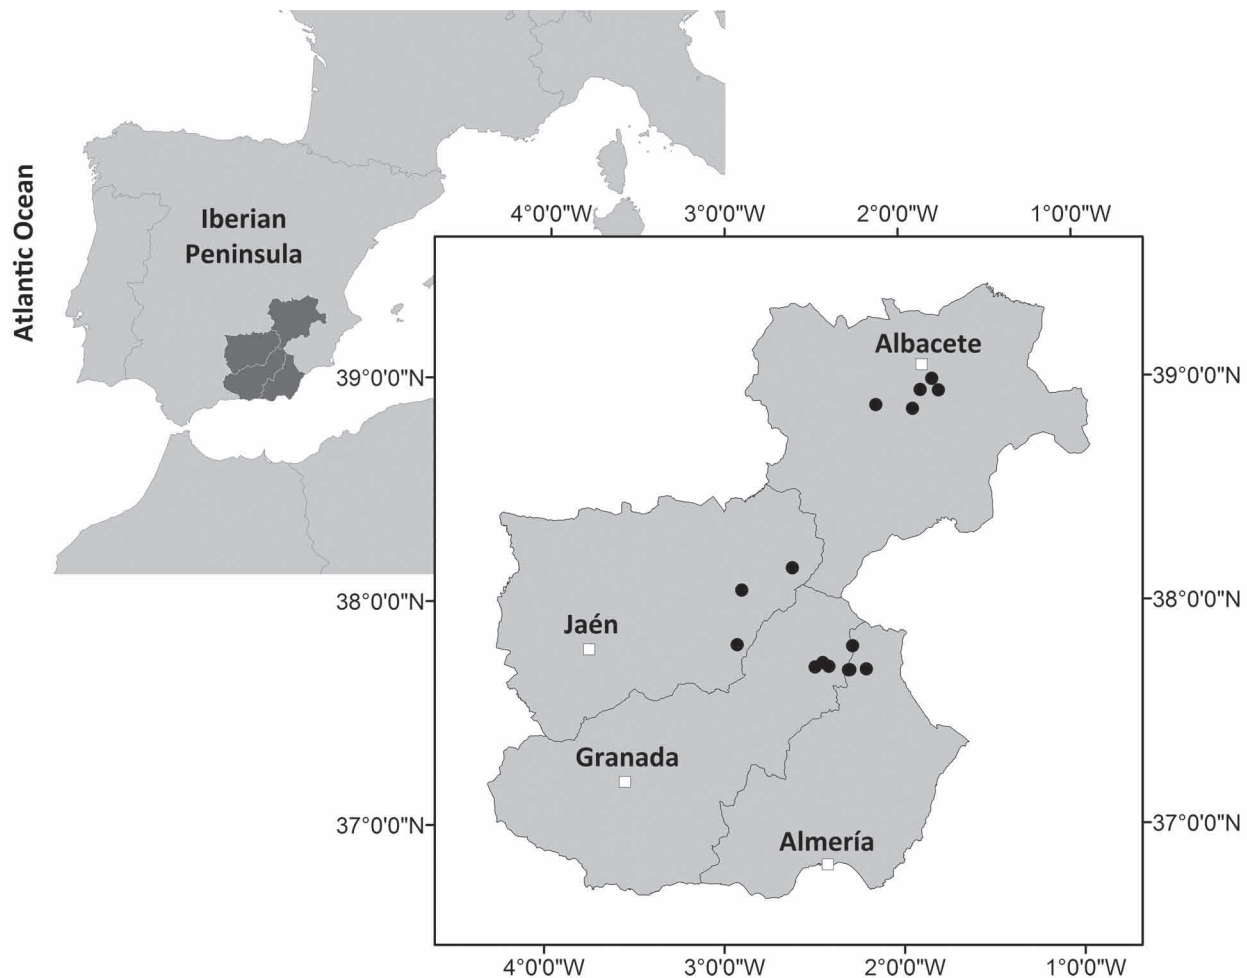 Atlantic Ocean
Iberian
Peninsula
4°0'0"W 3°0'0"W 2°0'0"W 1°0'0"W
Albacete
39°0'0"N 39°0'0"N
38°0'0"N 38°0'0"N
Jaén
Granada
37°0'0"N 37°0'0"N
Almería
4°0'0"W 3°0'0"W 2°0'0"W 1°0'0"W